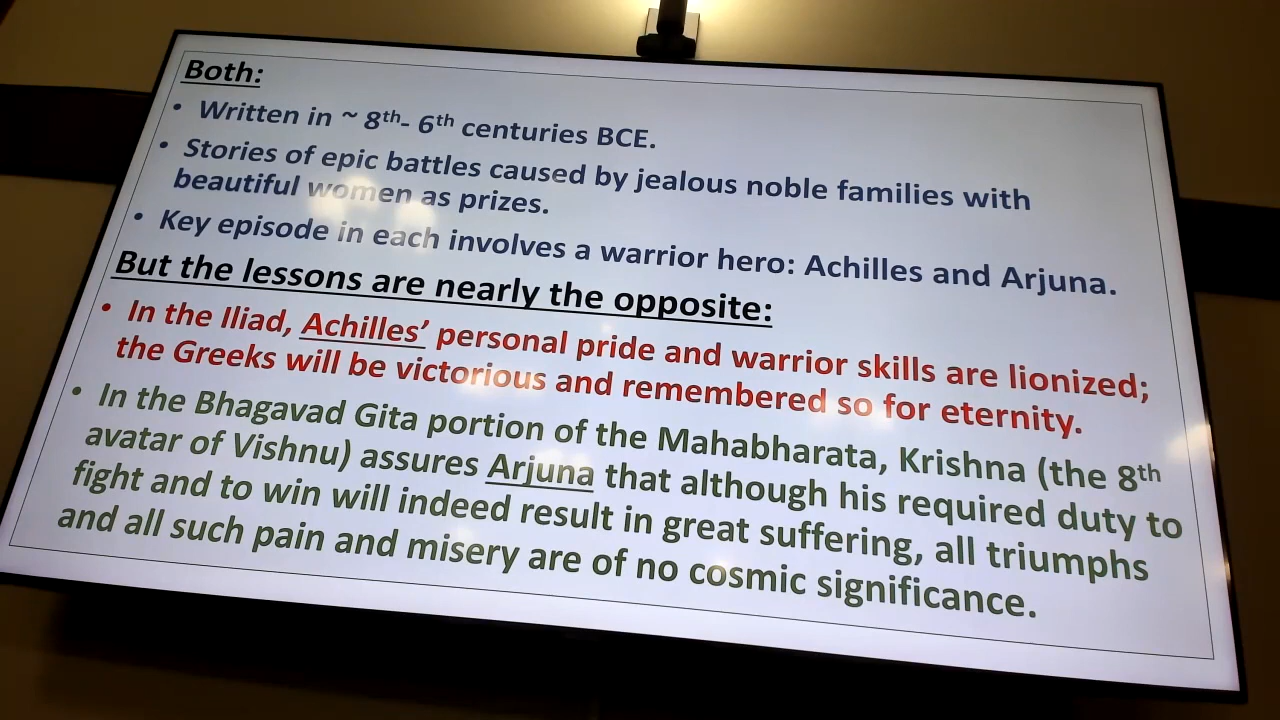 Both:
• Written in ~ 8th- 6th centuries BCE.
• Stories of epic battles caused by jealous noble families with
beautiful women as prizes.
• Key episode in each involves a warrior hero: Achilles and Arjuna.
But the lessons are nearly the opposite:
• In the Iliad, Achilles’ personal pride and warrior skills are lionized;
the Greeks will be victorious and remembered so for eternity.
• In the Bhagavad Gita portion of the Mahabharata, Krishna (the 8th
avatar of Vishnu) assures Arjuna that although his required duty to
fight and to win will indeed result in great suffering, all triumphs
and all such pain and misery are of no cosmic significance.